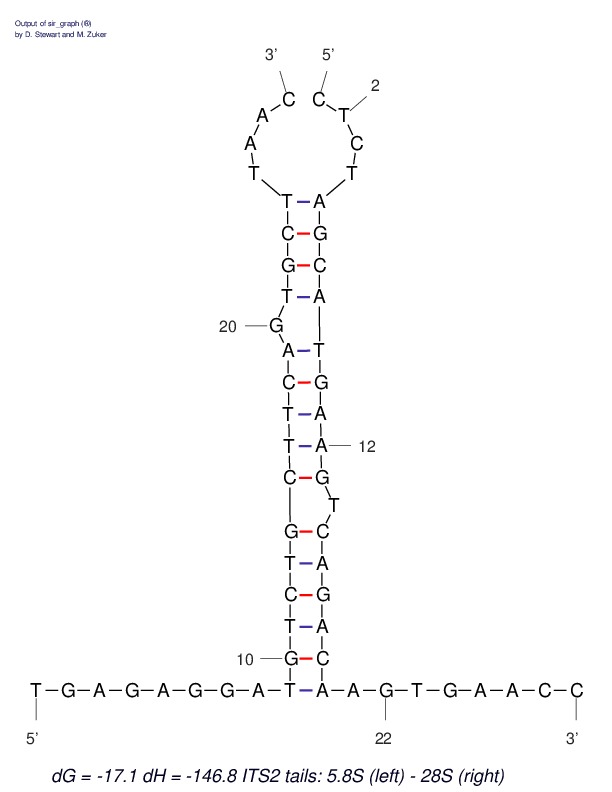 Output of sir_graph (®)
by D. Stewart and M. Zuker
3’ 5’
C C 2
A T
A C
T T
T A
C G
G C
T A
20 G
A T
C G
T A
T A 12
C G
T
G C
T A
C G
T A
10 G C
T G A G A G G A T A A G T G A A C C
5’ 22 3’
dG = -17.1 dH = -146.8 ITS2 tails: 5.8S (left) - 28S (right)